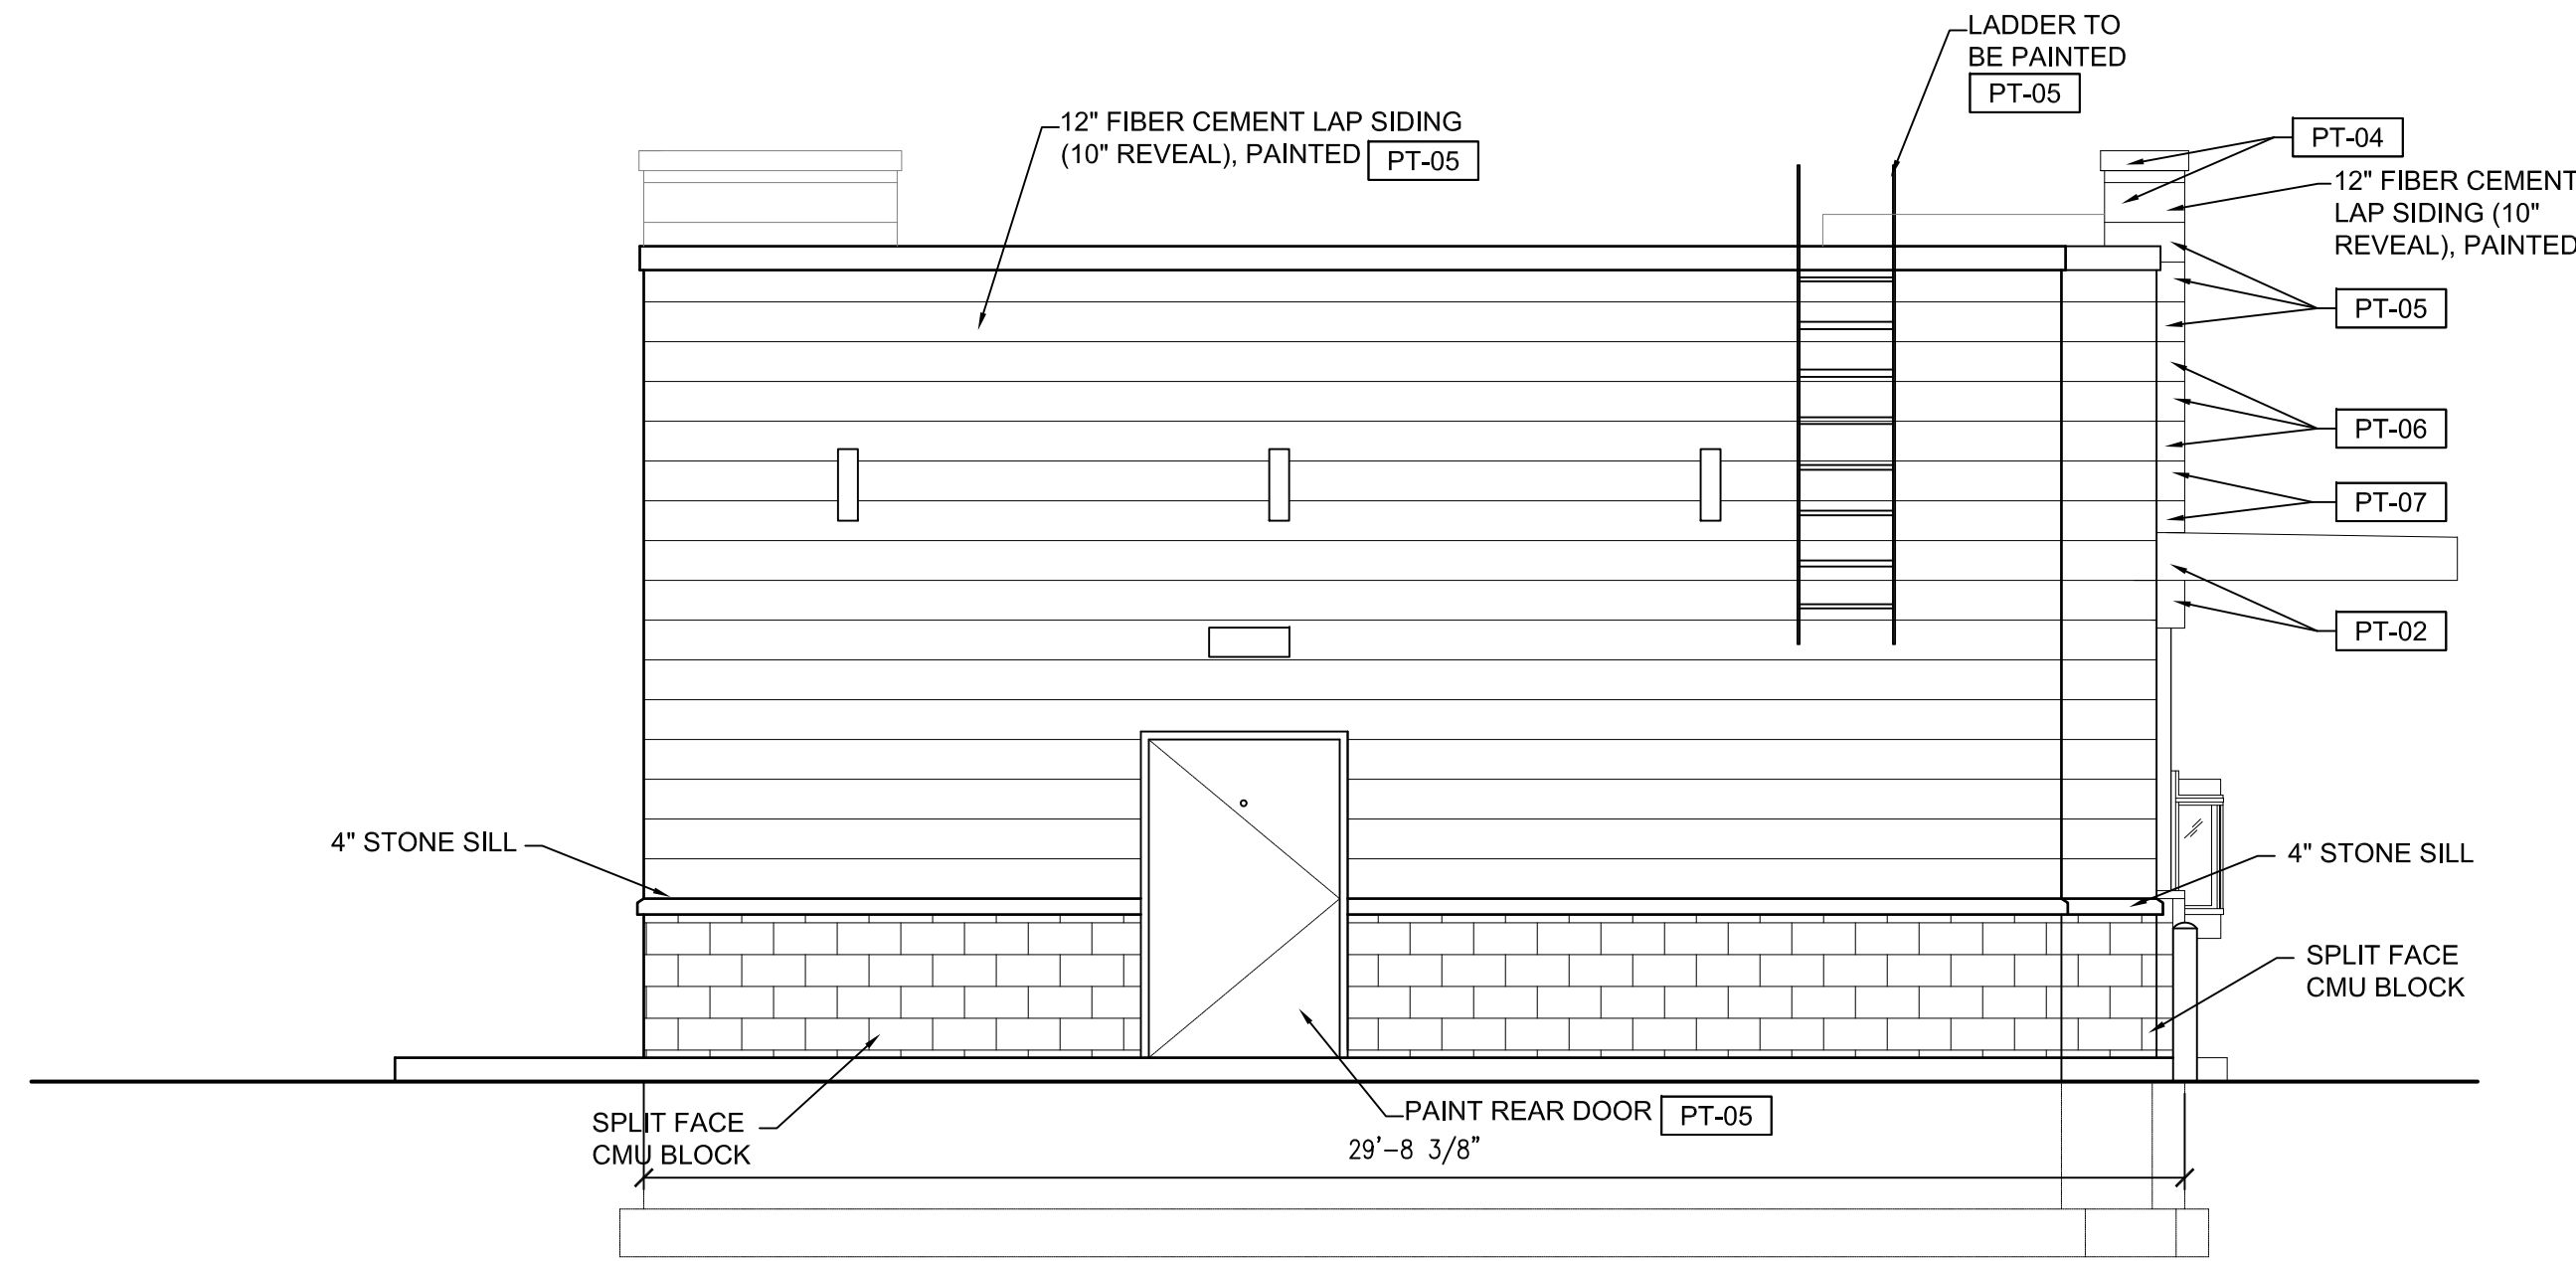 LADDER TO
BE PAINTED
PT-05
12" FIBER CEMENT LAP SIDING
(10" REVEAL), PAINTED PT-05
PT-04
12" FIBER CEMENT
LAP SIDING (10"
REVEAL), PAINTED
PT-05
PT-06
PT-07
PT-02
4" STONE SILL
4" STONE SILL
SPLIT FACE
CMU BLOCK
SPLIT FACE
CMU BLOCK
PAINT REAR DOOR PT-05
29'-8 3/8"